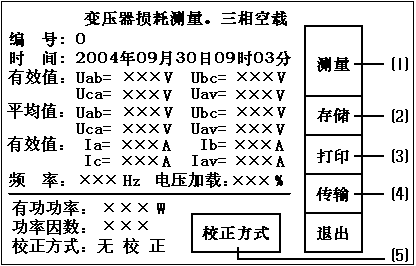 变压器损耗测量。三相空载
编 号: 0
时 间: 2004年09月30日09时03分
有效值: Uab= ×××V Ubc= ×××V
Uca= ×××V Uav= ×××V
平均值: Uab= ×××V Ubc= ×××V
Uca= ×××V Uav= ×××V
有效值: Ia= ×××A Ib= ×××A
Ic= ×××A Iav= ×××A
频 率: ×××Hz 电压加载:×××%
有功功率: ×××W
功率因数: ×××
校正方式: 无 校 正
校正方式
测量
存储
打印
传输
退出
(1)
(2)
(3)
(4)
(5)